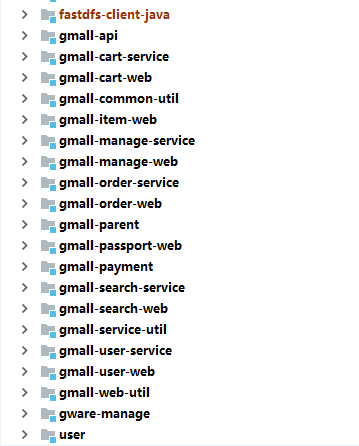 fastdfs-client-java
gmall-api
gmall-cart-service
gmall-cart-web
gmall-common-util
gmall-item-web
gmall-manage-service
gmall-manage-web
gmall-order-service
gmall-order-web
gmall-parent
gmall-passport-web
gmall-payment
gmall-search-service
gmall-search-web
gmall-service-util
gmall-user-service
gmall-user-web
gmall-web-util
gware-manage
user